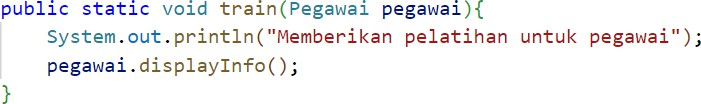 public static void train(Pegawai pegawai){
System.out.println("Memberikan pelatihan untuk pegawai");
pegawai.displayInfo();
}